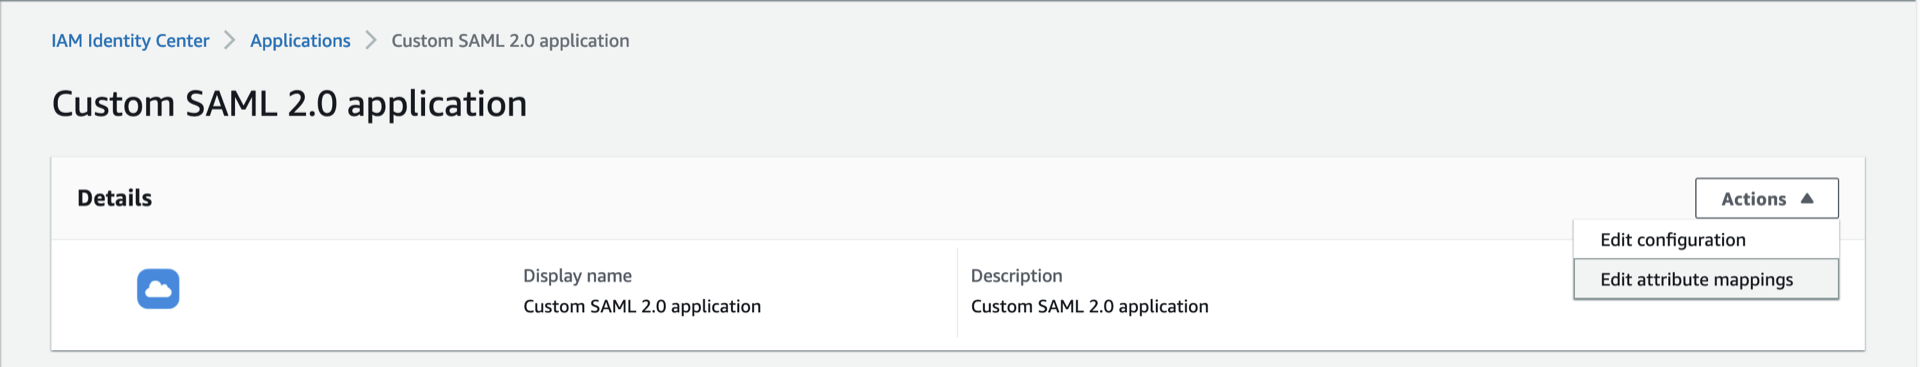 IAM Identity Center > Applications > Custom SAML 2.0 application
Custom SAML 2.0 application
Details
Actions
Edit configuration
Edit attribute mappings
Display name
Custom SAML 2.0 application
Description
Custom SAML 2.0 application